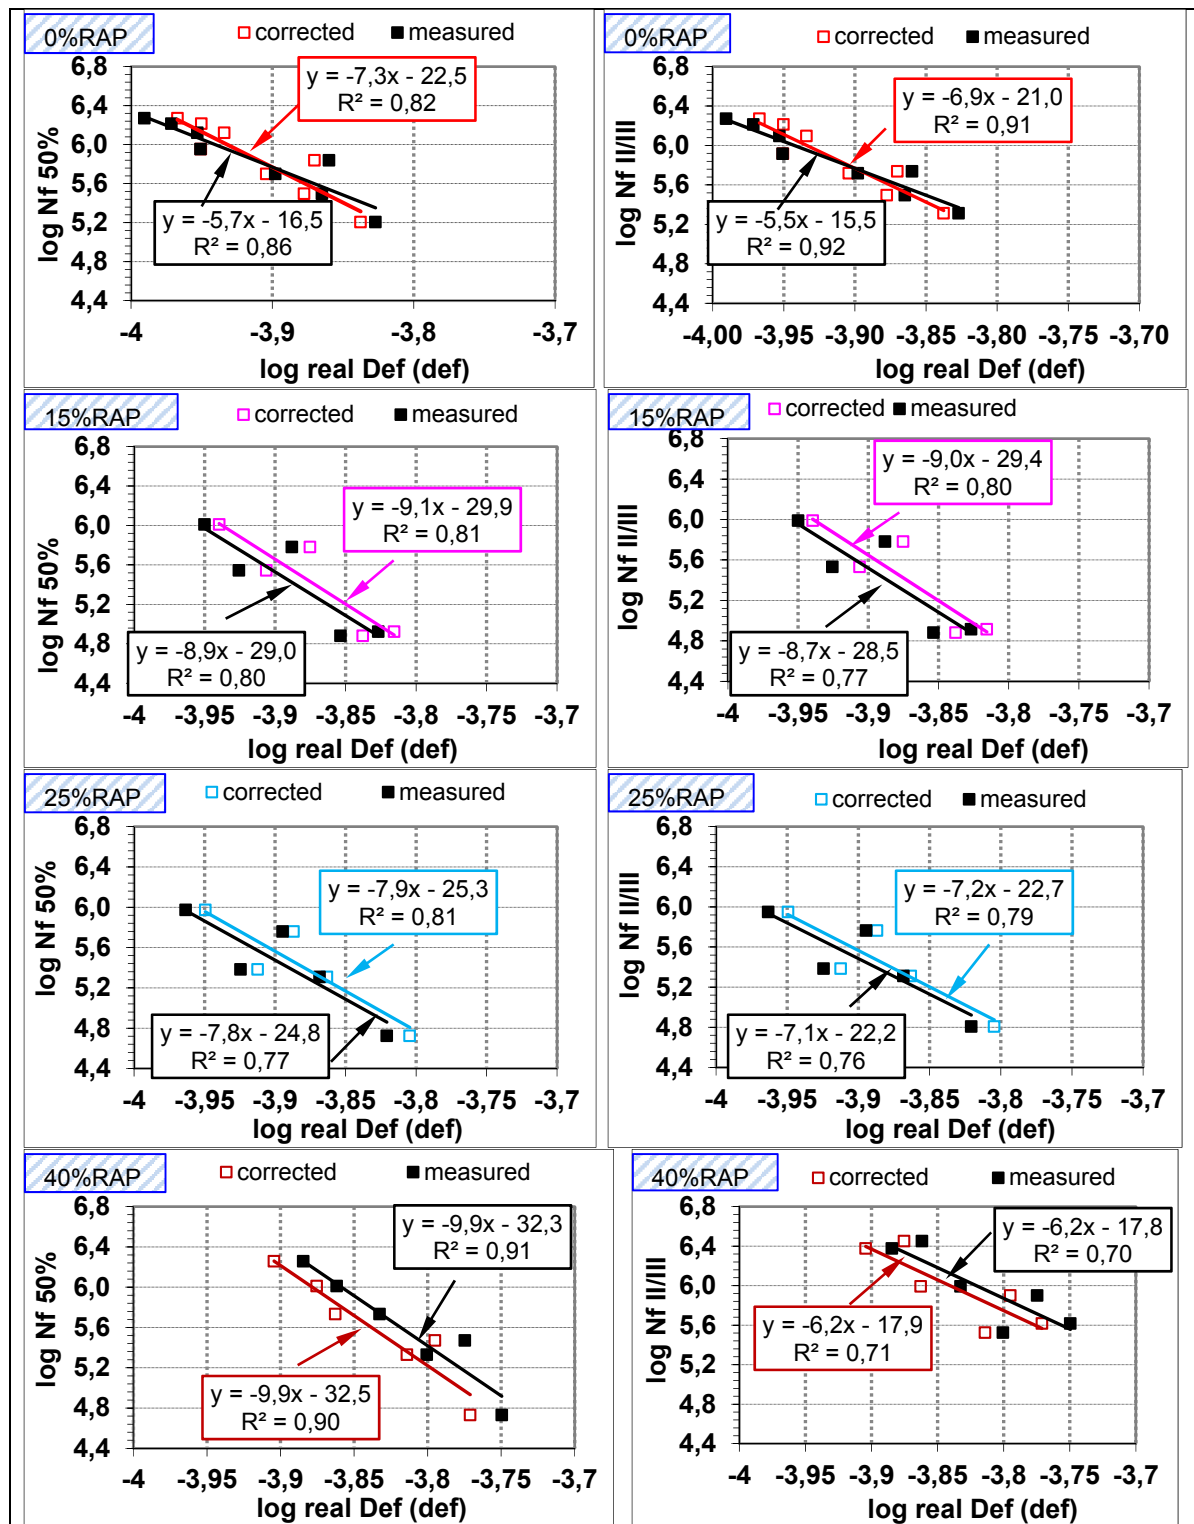 0%RAP
corrected
measured
6,8
6,4
6,0
5,6
5,2
4,8
4,4
log Nf 50%
y = -7,3x - 22,5
R² = 0,82
y = -5,7x - 16,5
R² = 0,86
-4 -3,9 -3,8 -3,7
log real Def (def)
0%RAP
corrected
measured
6,8
6,4
6,0
5,6
5,2
4,8
4,4
log Nf II/III
y = -6,9x - 21,0
R² = 0,91
y = -5,5x - 15,5
R² = 0,92
-4,00 -3,95 -3,90 -3,85 -3,80 -3,75 -3,70
log real Def (def)
15%RAP
corrected
measured
6,8
6,4
6,0
5,6
5,2
4,8
4,4
log Nf 50%
y = -9,1x - 29,9
R² = 0,81
y = -8,9x - 29,0
R² = 0,80
-4 -3,95 -3,9 -3,85 -3,8 -3,75 -3,7
log real Def (def)
15%RAP
corrected
measured
6,8
6,4
6,0
5,6
5,2
4,8
4,4
log Nf II/III
y = -9,0x - 29,4
R² = 0,80
y = -8,7x - 28,5
R² = 0,77
-4 -3,95 -3,9 -3,85 -3,8 -3,75 -3,7
log real Def (def)
25%RAP
corrected
measured
6,8
6,4
6,0
5,6
5,2
4,8
4,4
log Nf 50%
y = -7,9x - 25,3
R² = 0,81
y = -7,8x - 24,8
R² = 0,77
-4 -3,95 -3,9 -3,85 -3,8 -3,75 -3,7
log real Def (def)
25%RAP
corrected
measured
6,8
6,4
6,0
5,6
5,2
4,8
4,4
log Nf II/III
y = -7,2x - 22,7
R² = 0,79
y = -7,1x - 22,2
R² = 0,76
-4 -3,95 -3,9 -3,85 -3,8 -3,75 -3,7
log real Def (def)
40%RAP
corrected
measured
6,8
6,4
6,0
5,6
5,2
4,8
4,4
log Nf 50%
y = -9,9x - 32,3
R² = 0,91
y = -9,9x - 32,5
R² = 0,90
-4 -3,95 -3,9 -3,85 -3,8 -3,75 -3,7
log real Def (def)
40%RAP
corrected
measured
6,8
6,4
6,0
5,6
5,2
4,8
4,4
log Nf II/III
y = -6,2x - 17,8
R² = 0,70
y = -6,2x - 17,9
R² = 0,71
-4 -3,95 -3,9 -3,85 -3,8 -3,75 -3,7
log real Def (def)